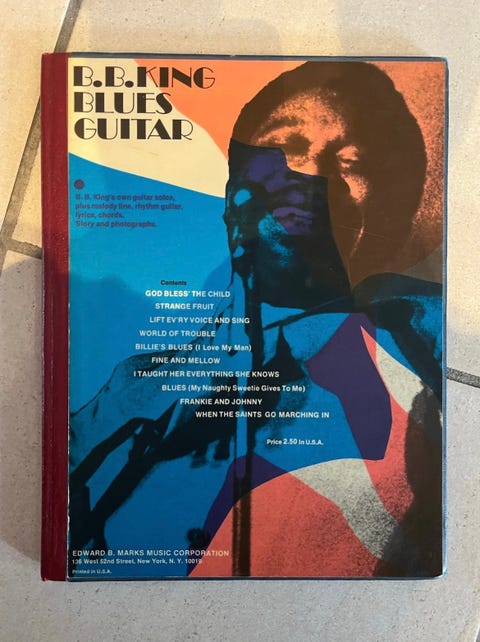 B.B.KING
BLUES
GUITAR
B. B. King's own guitar solos,
plus melody line, rhythm guitar,
lyrics, chords.
Story and photographs.
Contents
GOD BLESS' THE CHILD
STRANGE FRUIT
LIFT EV'RY VOICE AND SING
WORLD OF TROUBLE
BILLIE'S BLUES (I Love My Man)
FINE AND MELLOW
I TAUGHT HER EVERYTHING SHE KNOWS
BLUES (My Naughty Sweetie Gives To Me)
FRANKIE AND JOHNNY
WHEN THE SAINTS GO MARCHING IN
Price 2.50 in U.S.A.
EDWARD B. MARKS MUSIC CORPORATION
136 West 52nd Street, New York, N. Y. 10019
Printed in U.S.A.